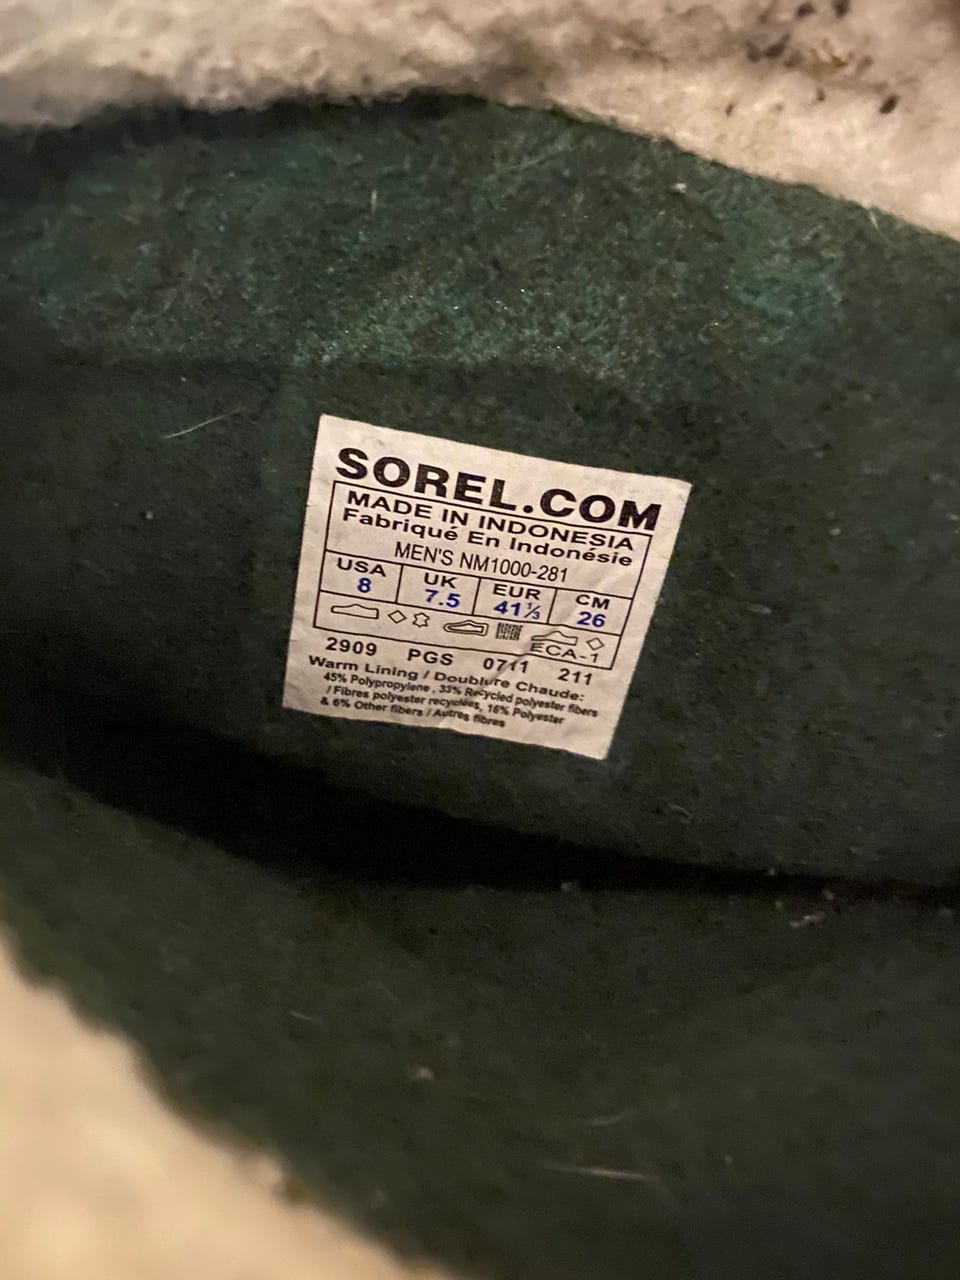 SOREL.COM
MADE IN INDONESIA
Fabriqué En Indonésie
MEN'S NM1000-281
USA UK EUR CM
8 7.5 41⅓ 26
ECA-1
2909 PGS 0711 211
Warm Lining / Doublure Chaude:
45% Polypropylene , 33% Recycled polyester fibers
/ Fibres polyester recyclées, 16% Polyester
& 6% Other fibers / Autres fibres